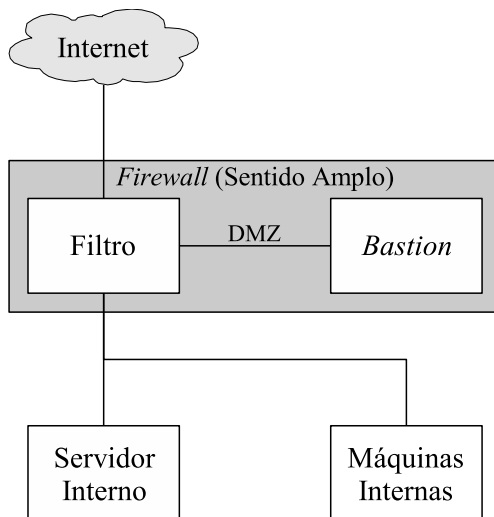 Internet
Firewall (Sentido Amplo)
Filtro
DMZ
Bastion
Servidor
Interno
Máquinas
Internas